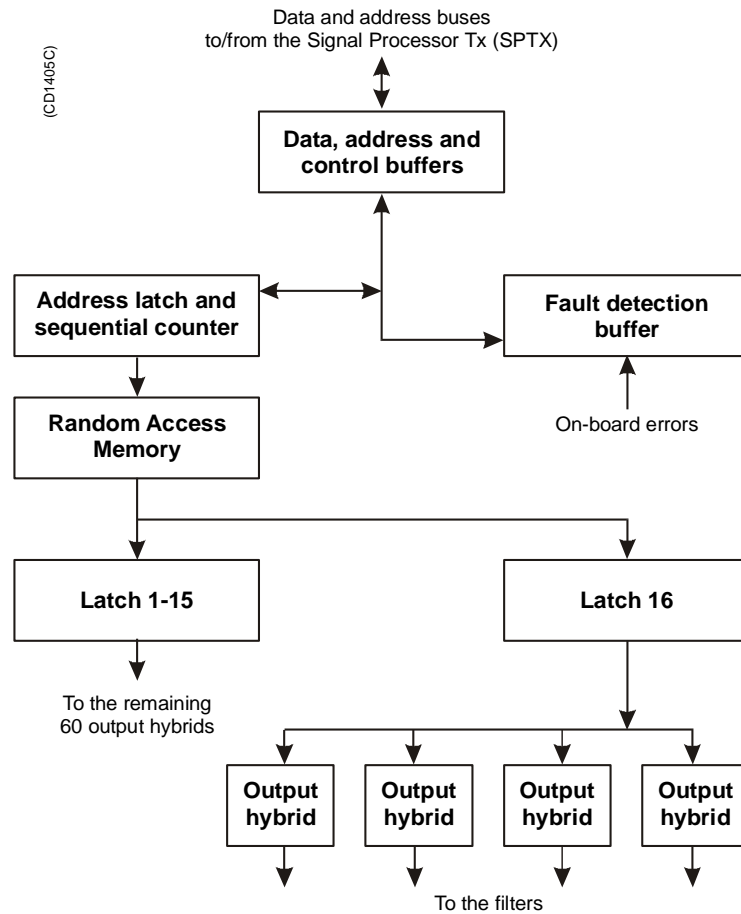 Data and address buses
to/from the Signal Processor Tx (SPTX)
(CD1405C)
Data, address and
control buffers
Address latch and
sequential counter
Fault detection
buffer
Random Access
Memory
On-board errors
Latch 1-15
Latch 16
To the remaining
60 output hybrids
Output
hybrid
Output
hybrid
Output
hybrid
Output
hybrid
To the filters